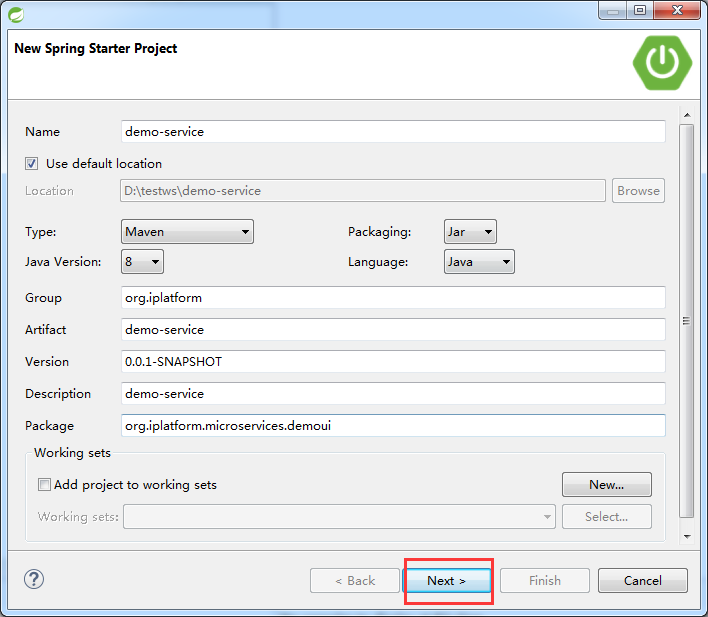 New Spring Starter Project
Name demo-service
Use default location
Location D:\testws\demo-service Browse
Type: Maven Packaging: Jar
Java Version: 8 Language: Java
Group org.iplatform
Artifact demo-service
Version 0.0.1-SNAPSHOT
Description demo-service
Package org.iplatform.microservices.demoui
Working sets
Add project to working sets New...
Working sets: Select...
? < Back Next > Finish Cancel